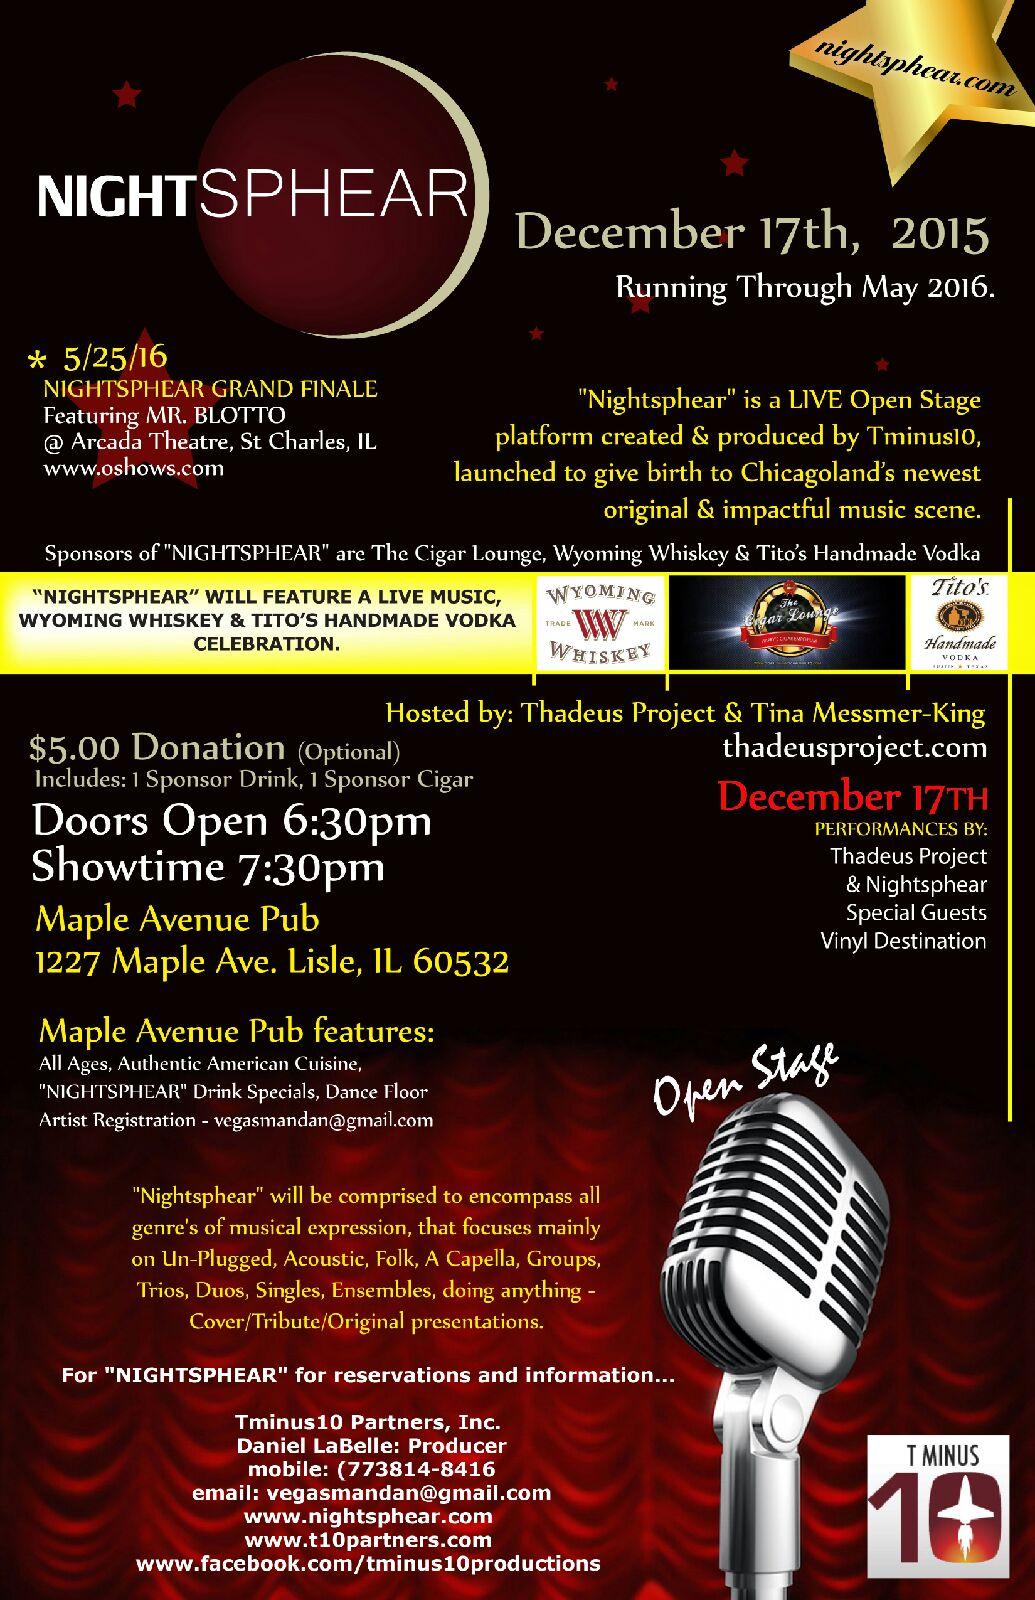 nightsphear.com
NIGHTSPHEAR
December 17th, 2015
Running Through May 2016.
* 5/25/16
NIGHTSPHEAR GRAND FINALE
Featuring MR. BLOTTO
@ Arcada Theatre, St Charles, IL
www.oshows.com
"Nightsphear" is a LIVE Open Stage
platform created & produced by Tminus10,
launched to give birth to Chicagoland's newest
original & impactful music scene.
Sponsors of "NIGHTSPHEAR" are The Cigar Lounge, Wyoming Whiskey & Tito's Handmade Vodka
"NIGHTSPHEAR" WILL FEATURE A LIVE MUSIC,
WYOMING WHISKEY & TITO'S HANDMADE VODKA
CELEBRATION.
WYOMING
TRADE W MARK
WHISKEY
The
Cigar Lounge
Tito's
Handmade
VODKA
AUSTIN TEXAS
Hosted by: Thadeus Project & Tina Messmer-King
thadeusproject.com
$5.00 Donation (Optional)
Includes: 1 Sponsor Drink, 1 Sponsor Cigar
Doors Open 6:30pm
Showtime 7:30pm
Maple Avenue Pub
1227 Maple Ave. Lisle, IL 60532
December 17TH
PERFORMANCES BY:
Thadeus Project
& Nightsphear
Special Guests
Vinyl Destination
Maple Avenue Pub features:
All Ages, Authentic American Cuisine,
"NIGHTSPHEAR" Drink Specials, Dance Floor
Artist Registration - vegasmandan@gmail.com
Open Stage
"Nightsphear" will be comprised to encompass all
genre's of musical expression, that focuses mainly
on Un-Plugged, Acoustic, Folk, A Capella, Groups,
Trios, Duos, Singles, Ensembles, doing anything -
Cover/Tribute/Original presentations.
For "NIGHTSPHEAR" for reservations and information...
Tminus10 Partners, Inc.
Daniel LaBelle: Producer
mobile: (773814-8416
email: vegasmandan@gmail.com
www.nightsphear.com
www.t10partners.com
www.facebook.com/tminus10productions
T MINUS
10